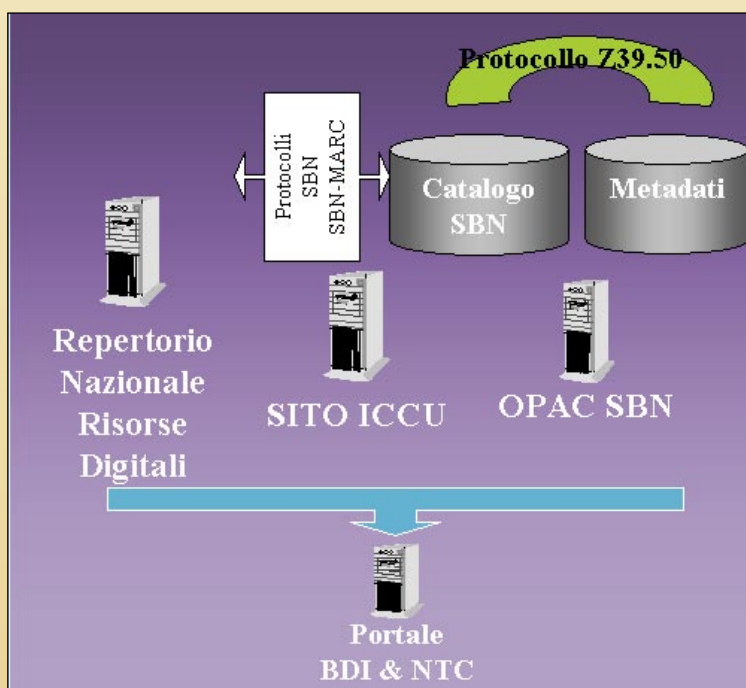 Protocollo Z39.50
Protocolli
SBN
SBN-MARC
Catalogo
SBN
Metadati
Repertorio
Nazionale
Risorse
Digitali
SITO ICCU
OPAC SBN
Portale
BDI & NTC